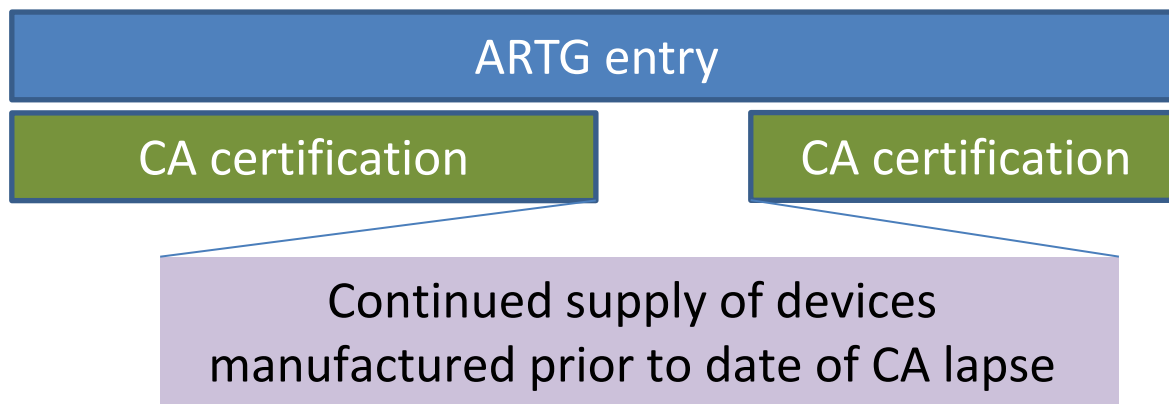 ARTG entry
CA certification
CA certification
Continued supply of devices
manufactured prior to date of CA lapse